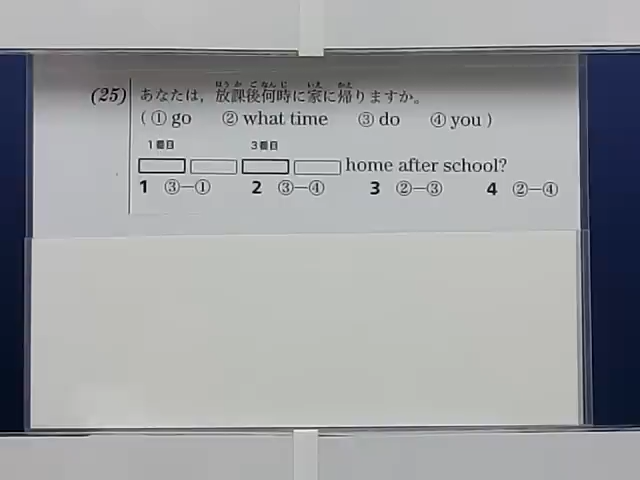 (25) あなたは，放課後何時に家に帰りますか。
(① go ② what time ③ do ④ you)
1番目 3番目
home after school?
1 ③－① 2 ③－④ 3 ②－③ 4 ②－④